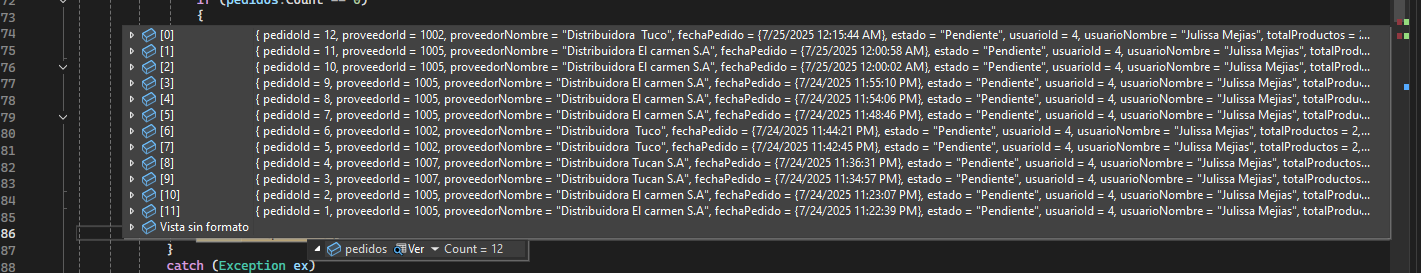 72 if (pedidos.Count == 0)
73 {
74 [0] { pedidoId = 12, proveedorId = 1002, proveedorNombre = "Distribuidora  Tuco", fechaPedido = {7/25/2025 12:15:44 AM}, estado = "Pendiente", usuarioId = 4, usuarioNombre = "Julissa Mejias", totalProductos = ...
75 [1] { pedidoId = 11, proveedorId = 1005, proveedorNombre = "Distribuidora El carmen S.A", fechaPedido = {7/25/2025 12:00:58 AM}, estado = "Pendiente", usuarioId = 4, usuarioNombre = "Julissa Mejias", totalPr...
76 [2] { pedidoId = 10, proveedorId = 1005, proveedorNombre = "Distribuidora El carmen S.A", fechaPedido = {7/25/2025 12:00:02 AM}, estado = "Pendiente", usuarioId = 4, usuarioNombre = "Julissa Mejias", totalPr...
77 [3] { pedidoId = 9, proveedorId = 1005, proveedorNombre = "Distribuidora El carmen S.A", fechaPedido = {7/24/2025 11:55:10 PM}, estado = "Pendiente", usuarioId = 4, usuarioNombre = "Julissa Mejias", totalPro...
78 [4] { pedidoId = 8, proveedorId = 1005, proveedorNombre = "Distribuidora El carmen S.A", fechaPedido = {7/24/2025 11:54:06 PM}, estado = "Pendiente", usuarioId = 4, usuarioNombre = "Julissa Mejias", totalPro...
79 [5] { pedidoId = 7, proveedorId = 1005, proveedorNombre = "Distribuidora El carmen S.A", fechaPedido = {7/24/2025 11:48:46 PM}, estado = "Pendiente", usuarioId = 4, usuarioNombre = "Julissa Mejias", totalPro...
80 [6] { pedidoId = 6, proveedorId = 1002, proveedorNombre = "Distribuidora  Tuco", fechaPedido = {7/24/2025 11:44:21 PM}, estado = "Pendiente", usuarioId = 4, usuarioNombre = "Julissa Mejias", totalProductos = 2,...
81 [7] { pedidoId = 5, proveedorId = 1002, proveedorNombre = "Distribuidora  Tuco", fechaPedido = {7/24/2025 11:42:45 PM}, estado = "Pendiente", usuarioId = 4, usuarioNombre = "Julissa Mejias", totalProductos = 2,...
82 [8] { pedidoId = 4, proveedorId = 1007, proveedorNombre = "Distribuidora Tucan S.A", fechaPedido = {7/24/2025 11:36:31 PM}, estado = "Pendiente", usuarioId = 4, usuarioNombre = "Julissa Mejias", totalProductos...
83 [9] { pedidoId = 3, proveedorId = 1007, proveedorNombre = "Distribuidora Tucan S.A", fechaPedido = {7/24/2025 11:34:57 PM}, estado = "Pendiente", usuarioId = 4, usuarioNombre = "Julissa Mejias", totalProductos...
84 [10] { pedidoId = 2, proveedorId = 1005, proveedorNombre = "Distribuidora El carmen S.A", fechaPedido = {7/24/2025 11:23:07 PM}, estado = "Pendiente", usuarioId = 4, usuarioNombre = "Julissa Mejias", totalPro...
85 [11] { pedidoId = 1, proveedorId = 1005, proveedorNombre = "Distribuidora El carmen S.A", fechaPedido = {7/24/2025 11:22:39 PM}, estado = "Pendiente", usuarioId = 4, usuarioNombre = "Julissa Mejias", totalPro...
86 Vista sin formato
87 } pedidos Ver Count = 12
88 catch (Exception ex)